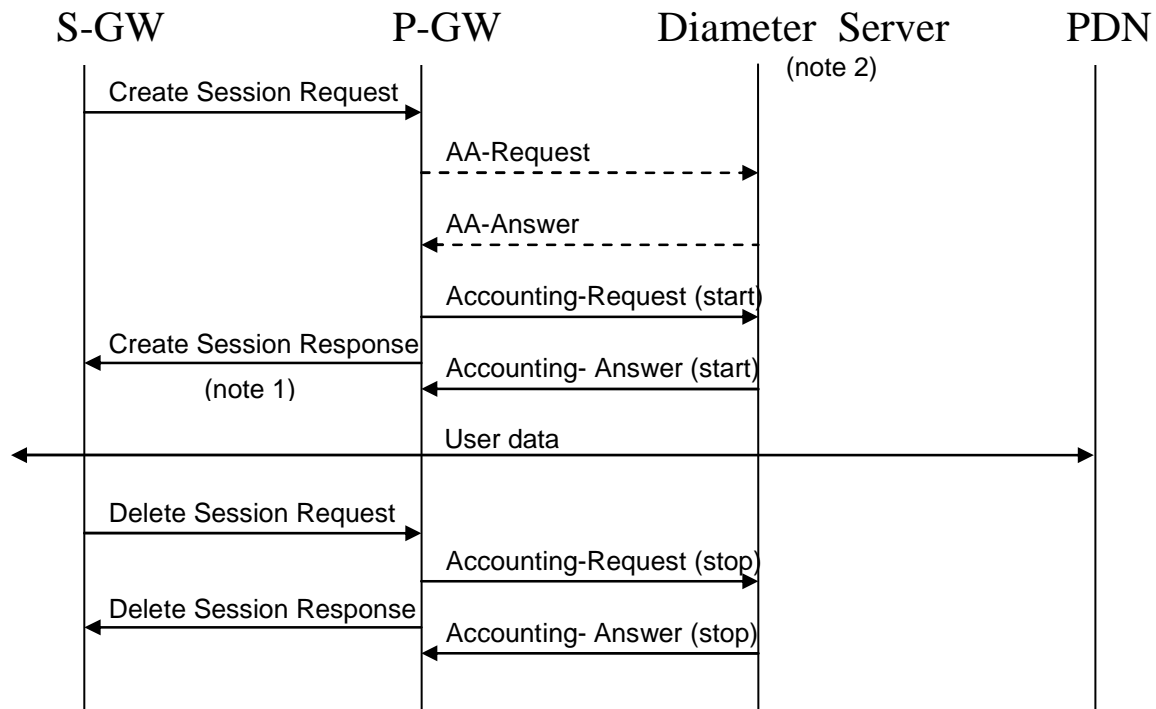 S-GW P-GW Diameter Server PDN
(note 2)
Create Session Request
AA-Request
AA-Answer
Accounting-Request (start)
Create Session Response
Accounting- Answer (start)
(note 1)
User data
Delete Session Request
Accounting-Request (stop)
Delete Session Response
Accounting- Answer (stop)